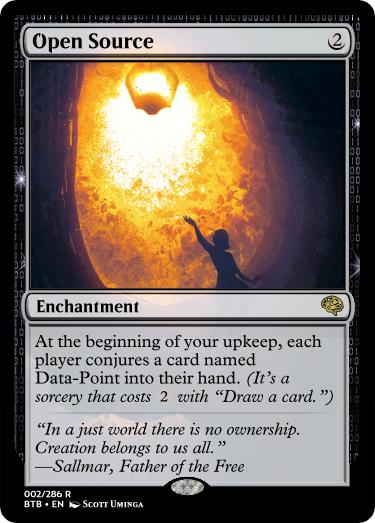 Open Source 2
Enchantment
At the beginning of your upkeep, each
player conjures a card named
Data-Point into their hand. (It's a
sorcery that costs 2 with “Draw a card.”)
“In a just world there is no ownership.
Creation belongs to us all.”
—Sallmar, Father of the Free
002/286 R
BTB • EN Scott Uminga